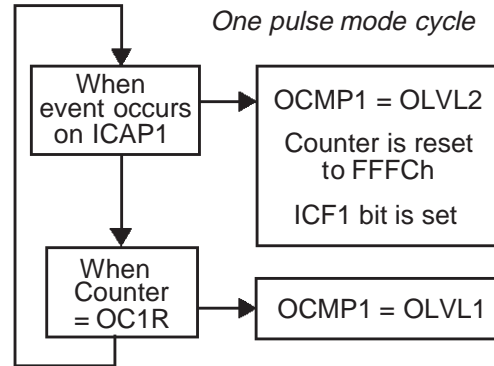 One pulse mode cycle
When
event occurs
on ICAP1
OCMP1 = OLVL2
Counter is reset
to FFFCh
ICF1 bit is set
When
Counter
= OC1R
OCMP1 = OLVL1